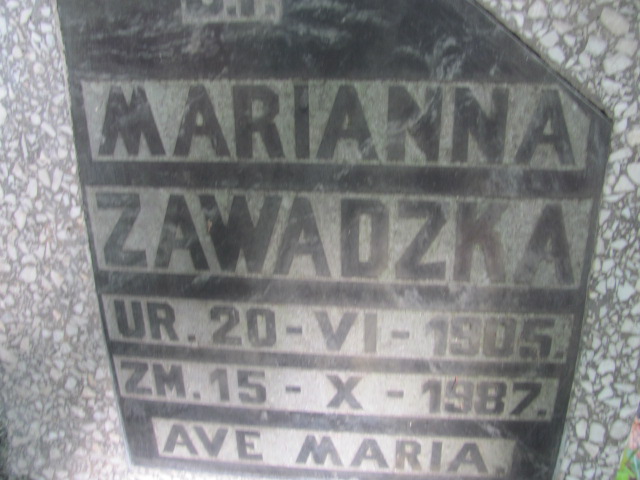 MARIANNA
ZAWADZKA
UR. 20-VI-1905.
ZM. 15-X-1987.
AVE MARIA.